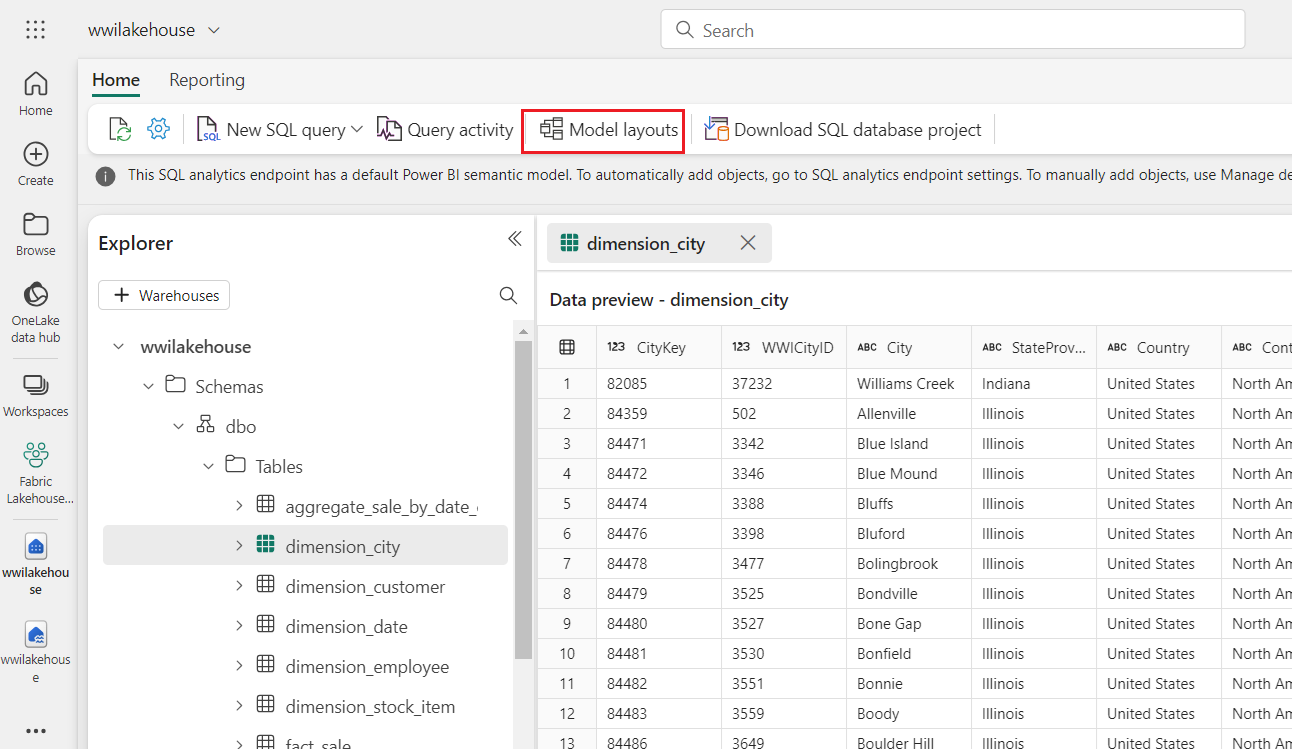 wwilakehouse
Search
Home
Create
Browse
OneLake
data hub
Workspaces
Fabric
Lakehouse...
wwilakehou
se
wwilakehous
e
Home Reporting
New SQL query Query activity Model layouts Download SQL database project
This SQL analytics endpoint has a default Power BI semantic model. To automatically add objects, go to SQL analytics endpoint settings. To manually add objects, use Manage de
Explorer
+ Warehouses
wwilakehouse
Schemas
dbo
Tables
aggregate_sale_by_date_
dimension_city
dimension_customer
dimension_date
dimension_employee
dimension_stock_item
fact_sale
dimension_city
Data preview - dimension_city
123 CityKey 123 WWICityID ABC City ABC StateProv... ABC Country ABC Cont
1 82085 37232 Williams Creek Indiana United States North Am
2 84359 502 Allenville Illinois United States North Am
3 84471 3342 Blue Island Illinois United States North Am
4 84472 3346 Blue Mound Illinois United States North Am
5 84474 3388 Bluffs Illinois United States North Am
6 84476 3398 Bluford Illinois United States North Am
7 84478 3477 Bolingbrook Illinois United States North Am
8 84479 3525 Bondville Illinois United States North Am
9 84480 3527 Bone Gap Illinois United States North Am
10 84481 3530 Bonfield Illinois United States North Am
11 84482 3551 Bonnie Illinois United States North Am
12 84483 3559 Boody Illinois United States North Am
13 84486 3649 Boulder Hill Illinois United States North Am